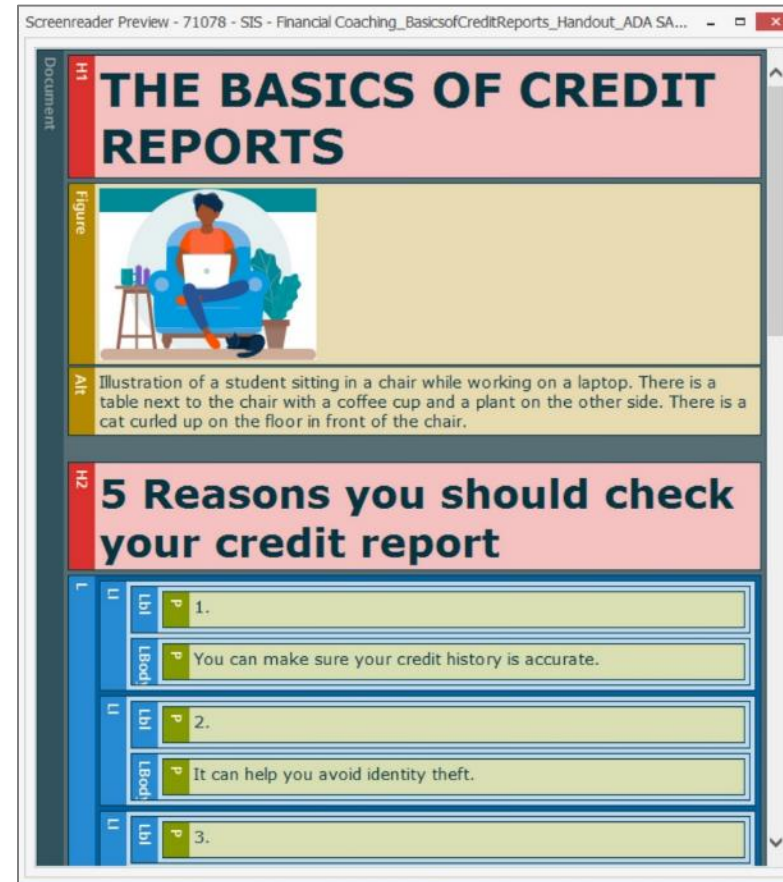 Screenreader Preview - 71078 - SIS - Financial Coaching_BasicsofCreditReports_Handout_ADA SA...
Document
H1
THE BASICS OF CREDIT
REPORTS
Figure
Alt
Illustration of a student sitting in a chair while working on a laptop. There is a
table next to the chair with a coffee cup and a plant on the other side. There is a
cat curled up on the floor in front of the chair.
H2
5 Reasons you should check
your credit report
L
LI
Lbl
P
1.
LBody
P
You can make sure your credit history is accurate.
LI
Lbl
P
2.
LBody
P
It can help you avoid identity theft.
LI
Lbl
P
3.